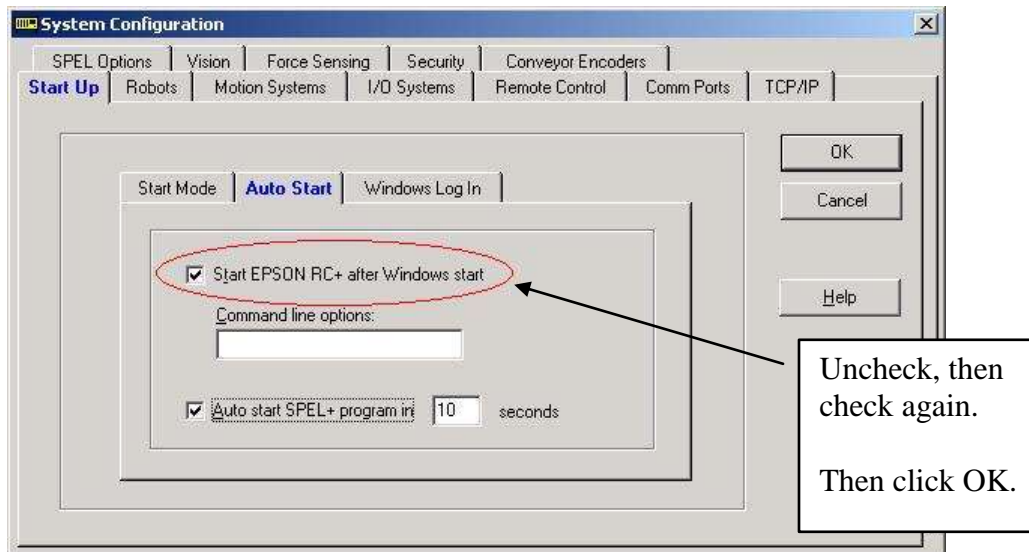 System Configuration
SPEL Options Vision Force Sensing Security Conveyor Encoders
Start Up Robots Motion Systems I/O Systems Remote Control Comm Ports TCP/IP
OK
Start Mode Auto Start Windows Log In
Cancel
Start EPSON RC+ after Windows start
Help
Command line options:
Auto start SPEL+ program in 10 seconds
Uncheck, then
check again.
Then click OK.